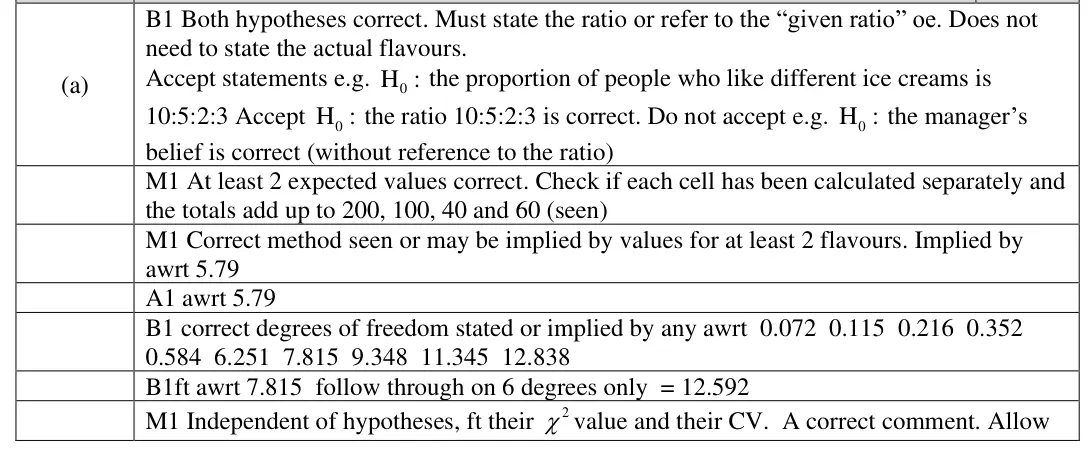 B1 Both hypotheses correct. Must state the ratio or refer to the “given ratio” oe. Does not
need to state the actual flavours.
(a)
Accept statements e.g. H₀ : the proportion of people who like different ice creams is
10:5:2:3 Accept H₀ : the ratio 10:5:2:3 is correct. Do not accept e.g. H₀ : the manager’s
belief is correct (without reference to the ratio)
M1 At least 2 expected values correct. Check if each cell has been calculated separately and
the totals add up to 200, 100, 40 and 60 (seen)
M1 Correct method seen or may be implied by values for at least 2 flavours. Implied by
awrt 5.79
A1 awrt 5.79
B1 correct degrees of freedom stated or implied by any awrt 0.072 0.115 0.216 0.352
0.584 6.251 7.815 9.348 11.345 12.838
B1ft awrt 7.815 follow through on 6 degrees only = 12.592
M1 Independent of hypotheses, ft their χ² value and their CV. A correct comment. Allow